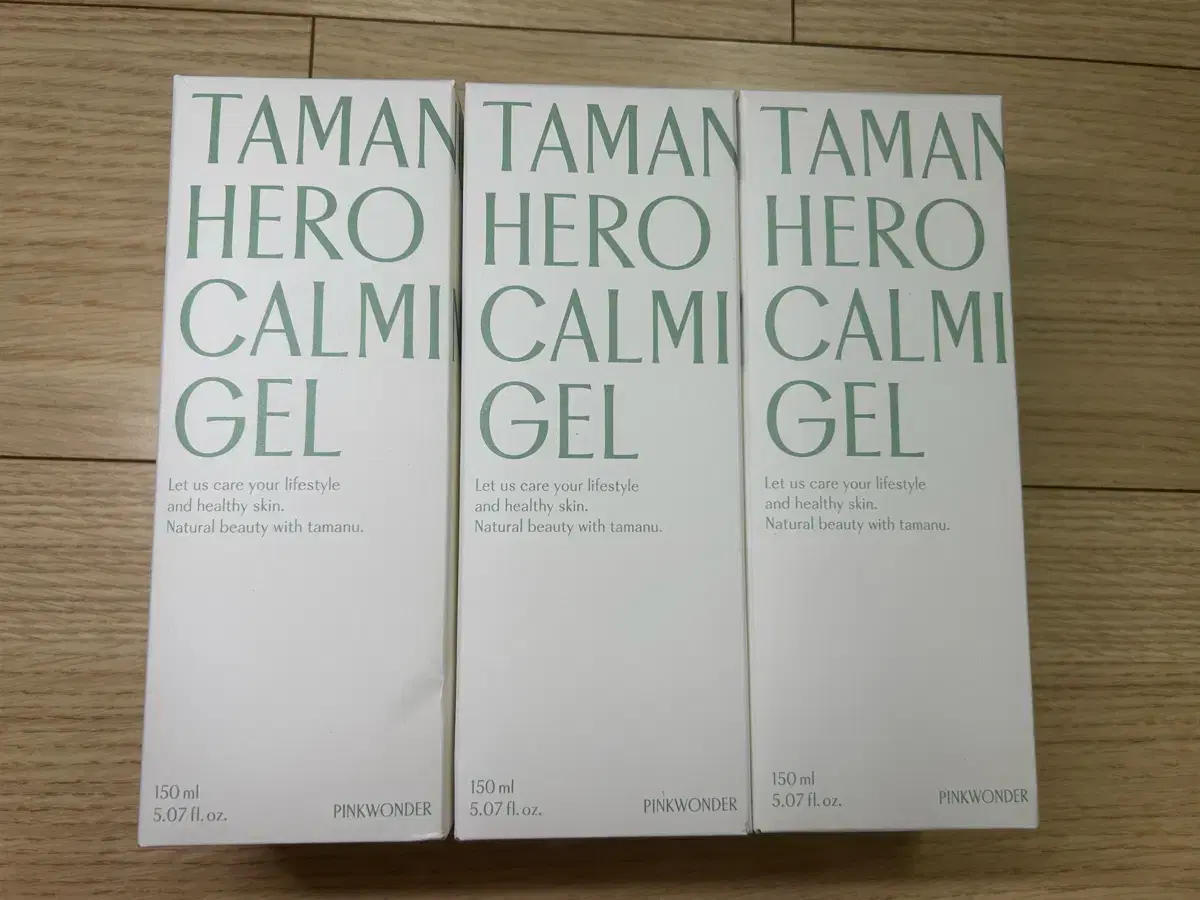 TAMAN
HERO
CALMI
GEL
Let us care your lifestyle
and healthy skin.
Natural beauty with tamanu.
150 ml
5.07 fl. oz.
PINKWONDER
TAMAN
HERO
CALMI
GEL
Let us care your lifestyle
and healthy skin.
Natural beauty with tamanu.
150 ml
5.07 fl. oz.
PINKWONDER
TAMAN
HERO
CALMI
GEL
Let us care your lifestyle
and healthy skin.
Natural beauty with tamanu.
150 ml
5.07 fl. oz.
PINKWONDER